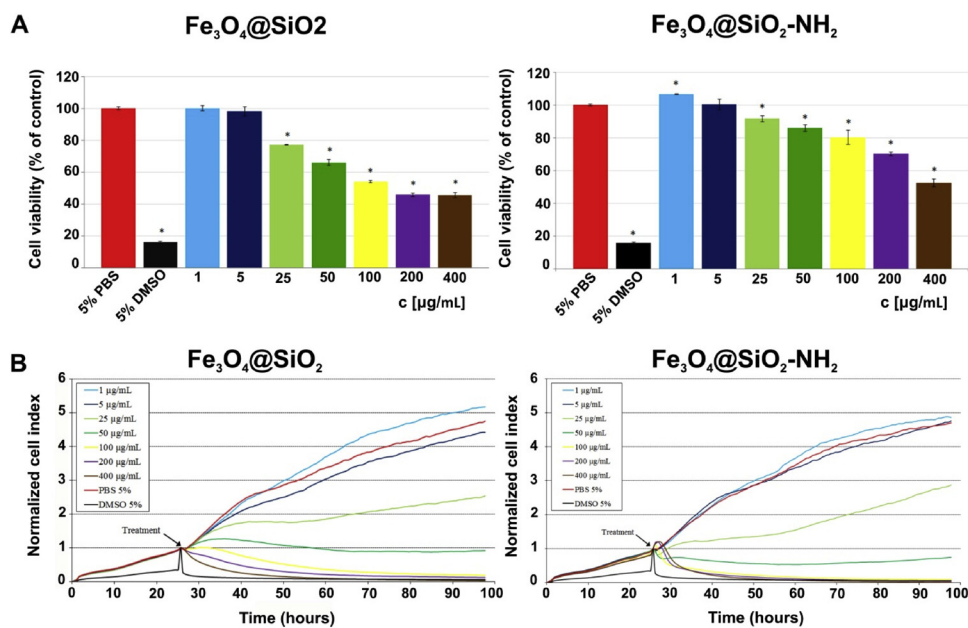 A
Fe₃O₄@SiO2
Fe₃O₄@SiO₂-NH₂
Cell viability (% of control)
120
100
80
60
40
20
0
*
*
*
*
*
*
5% PBS
5% DMSO
1
5
25
50
100
200
400
c [µg/mL]
Cell viability (% of control)
120
100
80
60
40
20
0
*
*
*
*
*
*
*
5% PBS
5% DMSO
1
5
25
50
100
200
400
c [µg/mL]
B
Fe₃O₄@SiO₂
Fe₃O₄@SiO₂-NH₂
Normalized cell index
6
5
4
3
2
1
0
1 µg/mL
5 µg/mL
25 µg/mL
50 µg/mL
100 µg/mL
200 µg/mL
400 µg/mL
PBS 5%
DMSO 5%
Treatment
0 10 20 30 40 50 60 70 80 90 100
Time (hours)
Normalized cell index
6
5
4
3
2
1
0
1 µg/mL
5 µg/mL
25 µg/mL
50 µg/mL
100 µg/mL
200 µg/mL
400 µg/mL
PBS 5%
DMSO 5%
Treatment
0 10 20 30 40 50 60 70 80 90 100
Time (hours)